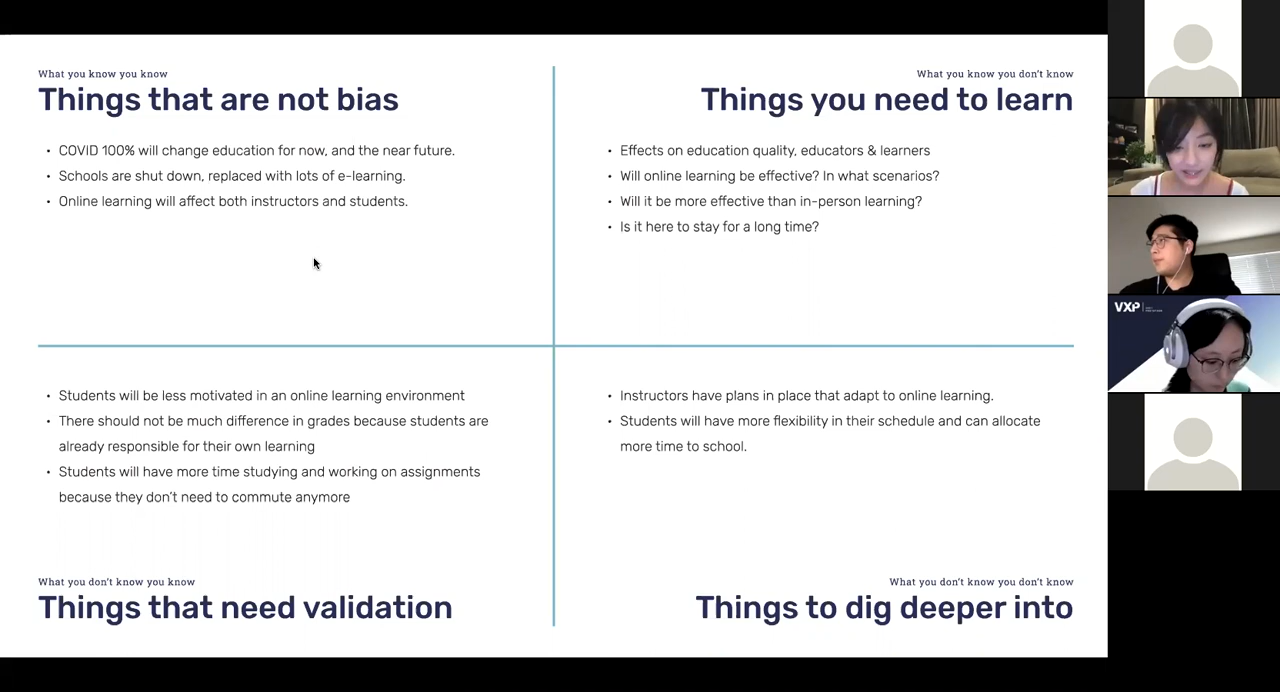 What you know you know
Things that are not bias
• COVID 100% will change education for now, and the near future.
• Schools are shut down, replaced with lots of e-learning.
• Online learning will affect both instructors and students.
What you know you don't know
Things you need to learn
• Effects on education quality, educators & learners
• Will online learning be effective? In what scenarios?
• Will it be more effective than in-person learning?
• Is it here to stay for a long time?
• Students will be less motivated in an online learning environment
• There should not be much difference in grades because students are
already responsible for their own learning
• Students will have more time studying and working on assignments
because they don't need to commute anymore
What you don't know you know
Things that need validation
• Instructors have plans in place that adapt to online learning.
• Students will have more flexibility in their schedule and can allocate
more time to school.
What you don't know you don't know
Things to dig deeper into
VXP